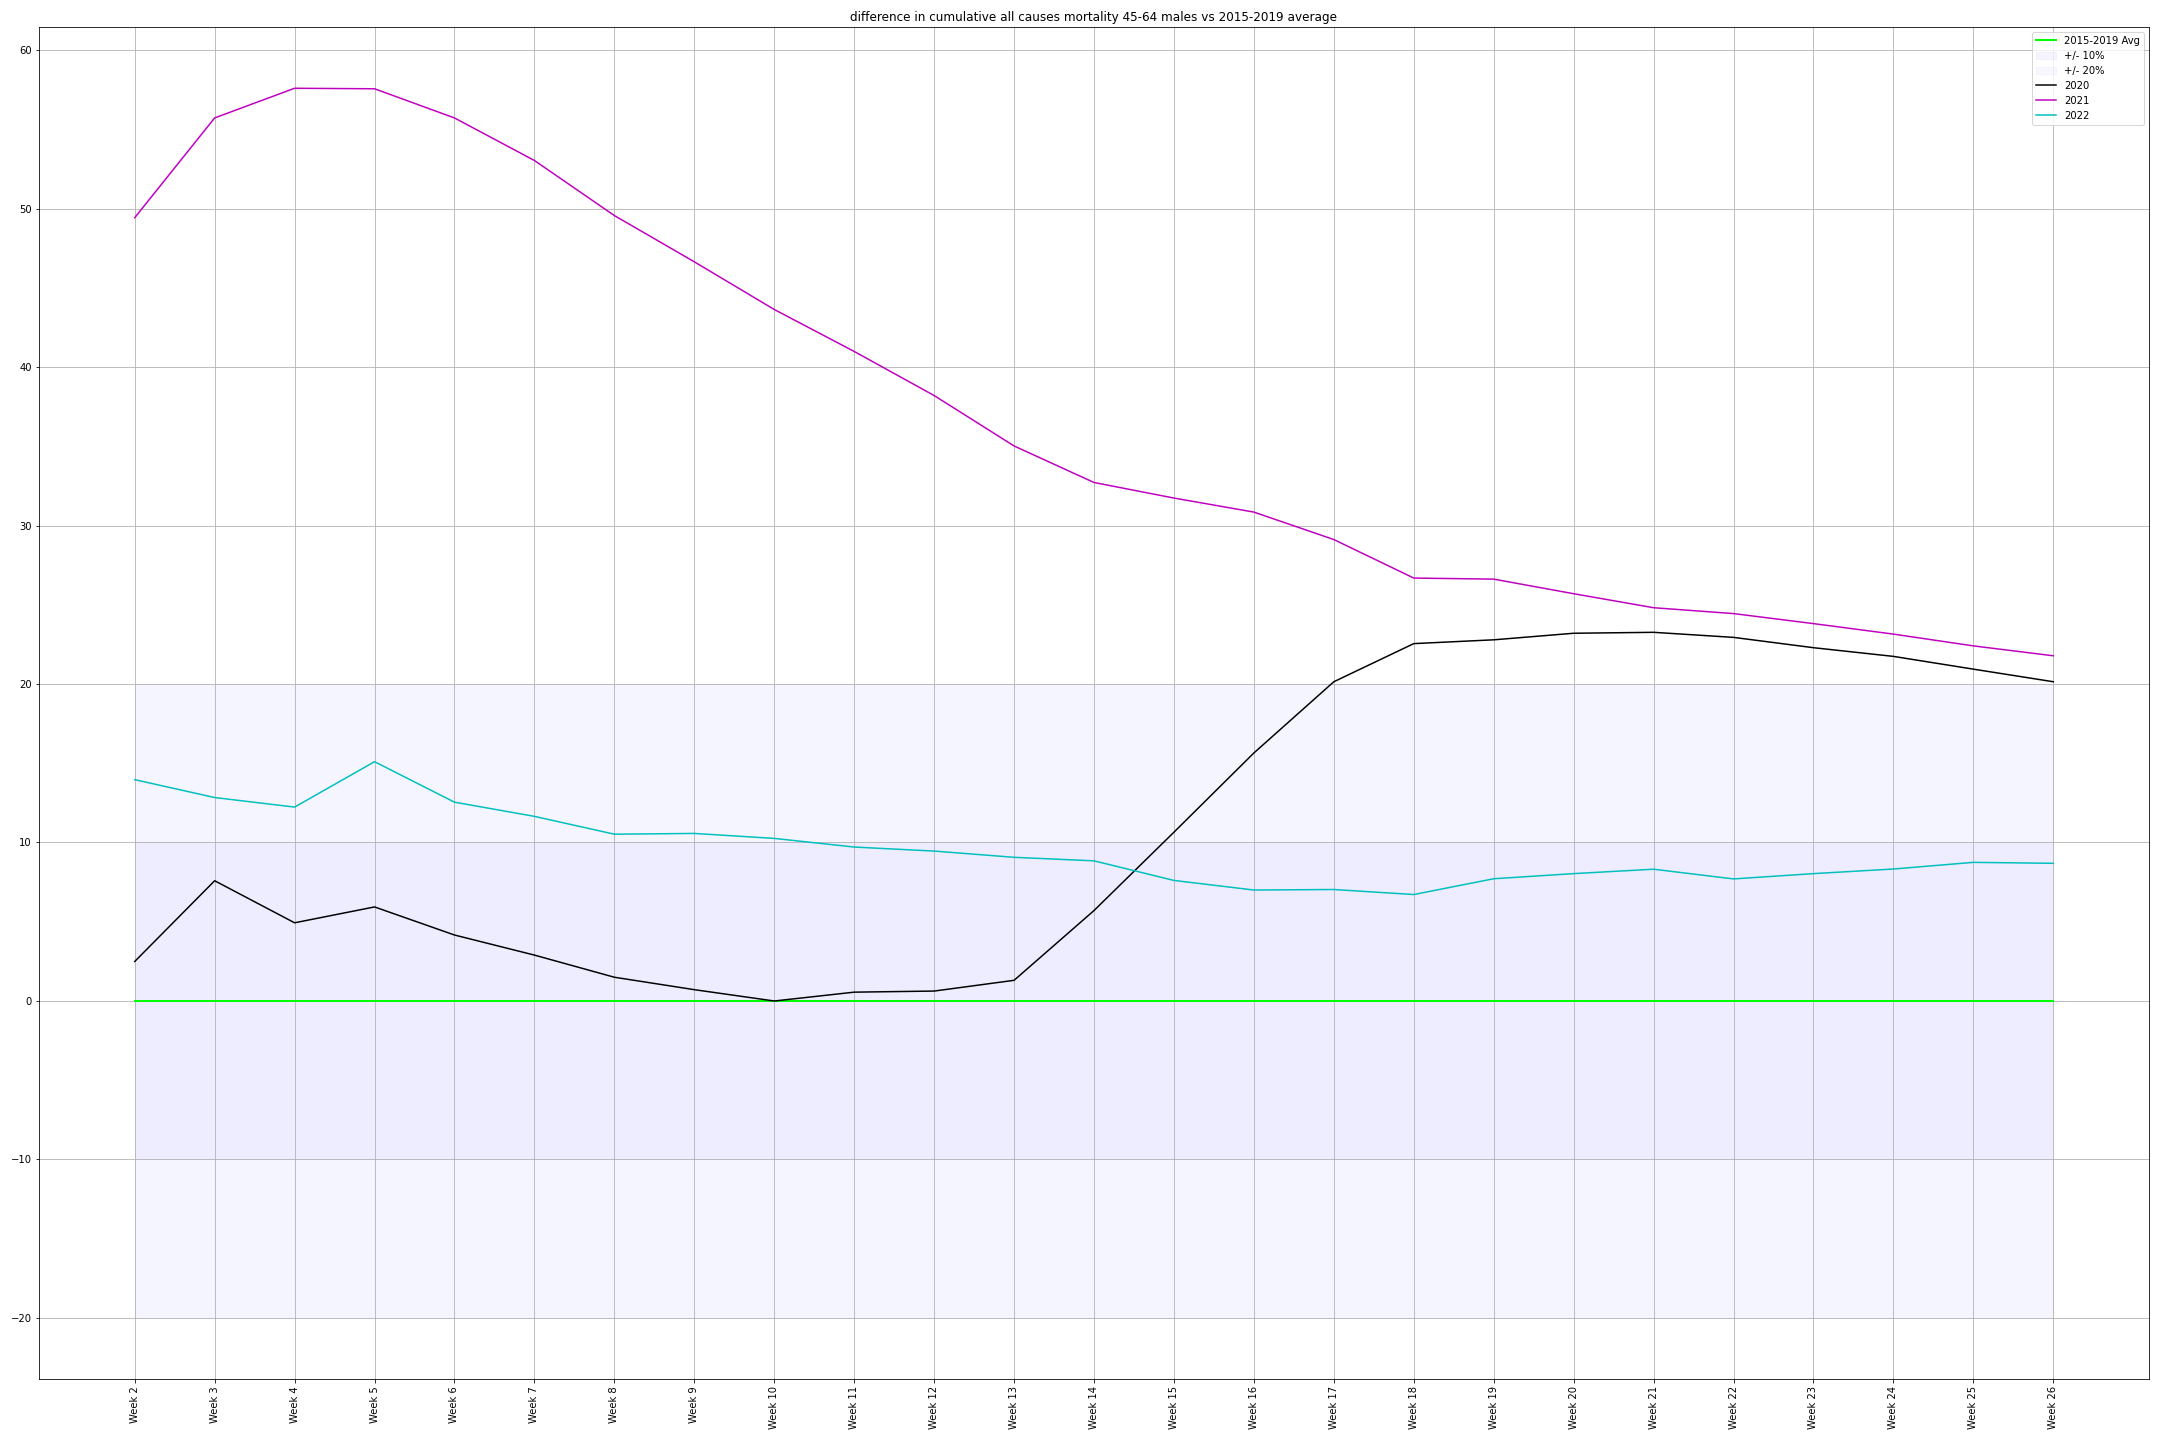 difference in cumulative all causes mortality 45-64 males vs 2015-2019 average
2015-2019 Avg
+/- 10%
+/- 20%
2020
2021
2022
60
50
40
30
20
10
0
−10
−20
Week 2
Week 3
Week 4
Week 5
Week 6
Week 7
Week 8
Week 9
Week 10
Week 11
Week 12
Week 13
Week 14
Week 15
Week 16
Week 17
Week 18
Week 19
Week 20
Week 21
Week 22
Week 23
Week 24
Week 25
Week 26